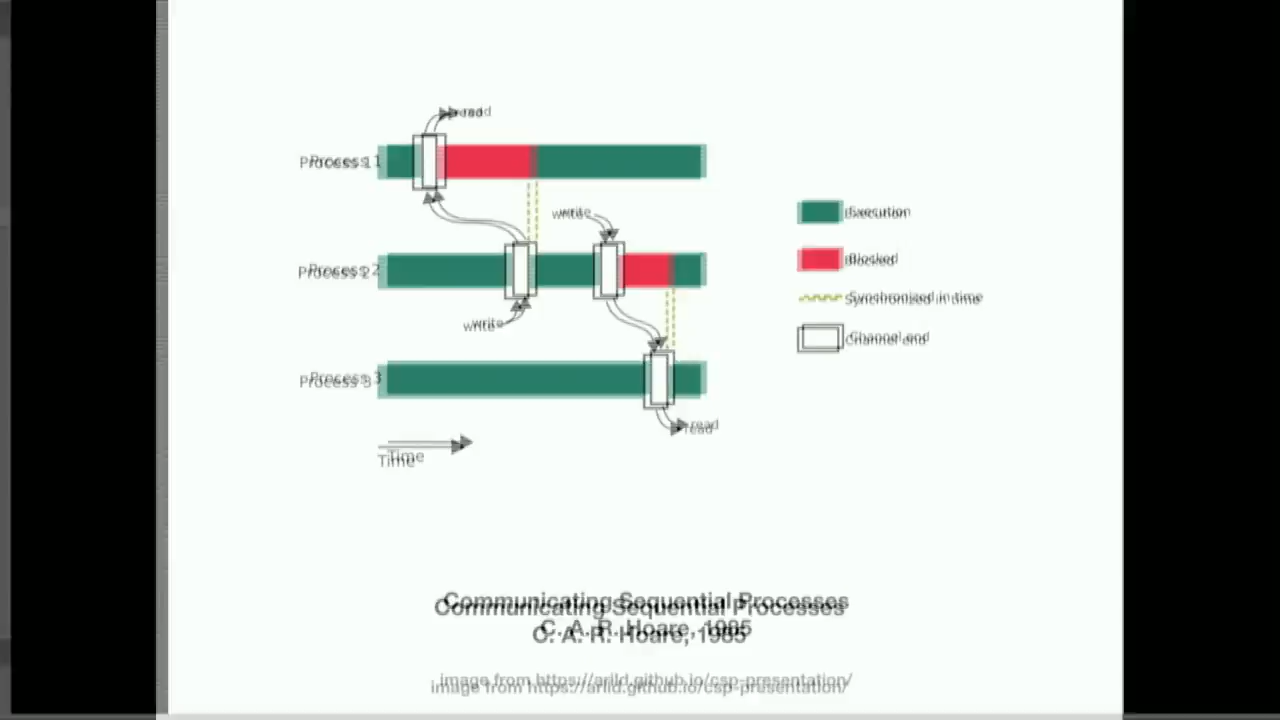 read
Process 1
write
Process 2
write
Process 3
read
Time
Execution
Blocked
Synchronized in time
Channel end
Communicating Sequential Processes
C. A. R. Hoare, 1985
image from https://arild.github.io/csp-presentation/